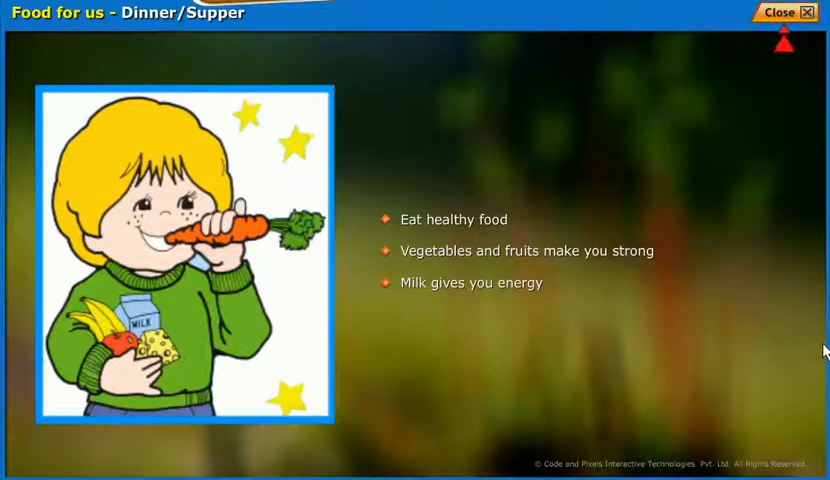 Food for us - Dinner/Supper
Close
MILK
Eat healthy food
Vegetables and fruits make you strong
Milk gives you energy
© Code and Pixels Interactive Technologies Pvt. Ltd. All Rights Reserved.